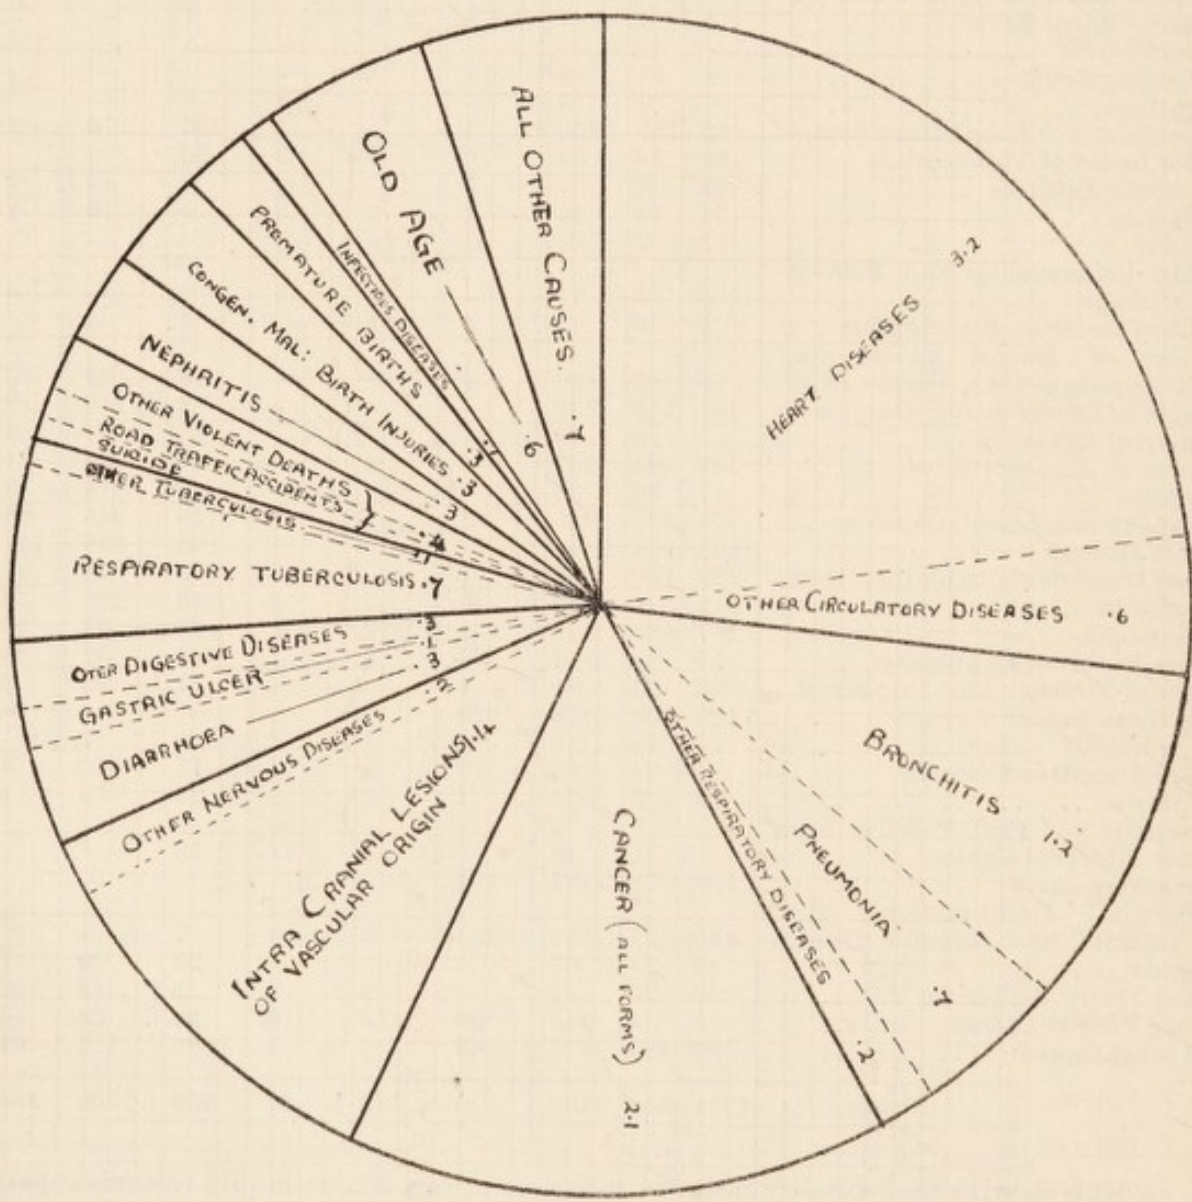 ALL OTHER CAUSES. .7
HEART DISEASES 3.2
OTHER CIRCULATORY DISEASES .6
BRONCHITIS 1.2
PNEUMONIA .7
OTHER RESPIRATORY DISEASES .2
CANCER (ALL FORMS) 2.1
INTRA CRANIAL LESIONS 1.4
OF VASCULAR ORIGIN
OTHER NERVOUS DISEASES
DIARRHOEA .3
GASTRIC ULCER .1
OTER DIGESTIVE DISEASES .3
RESPIRATORY TUBERCULOSIS .7
OTHER TUBERCULOSIS .1
SUICIDE
ROAD TRAFFIC ACCIDENTS
OTHER VIOLENT DEATHS } .4
NEPHRITIS .3
CONGEN. MAL: BIRTH INJURIES .3
PREMATURE BIRTHS .3
INFECTIOUS DISEASES .1
OLD AGE .6